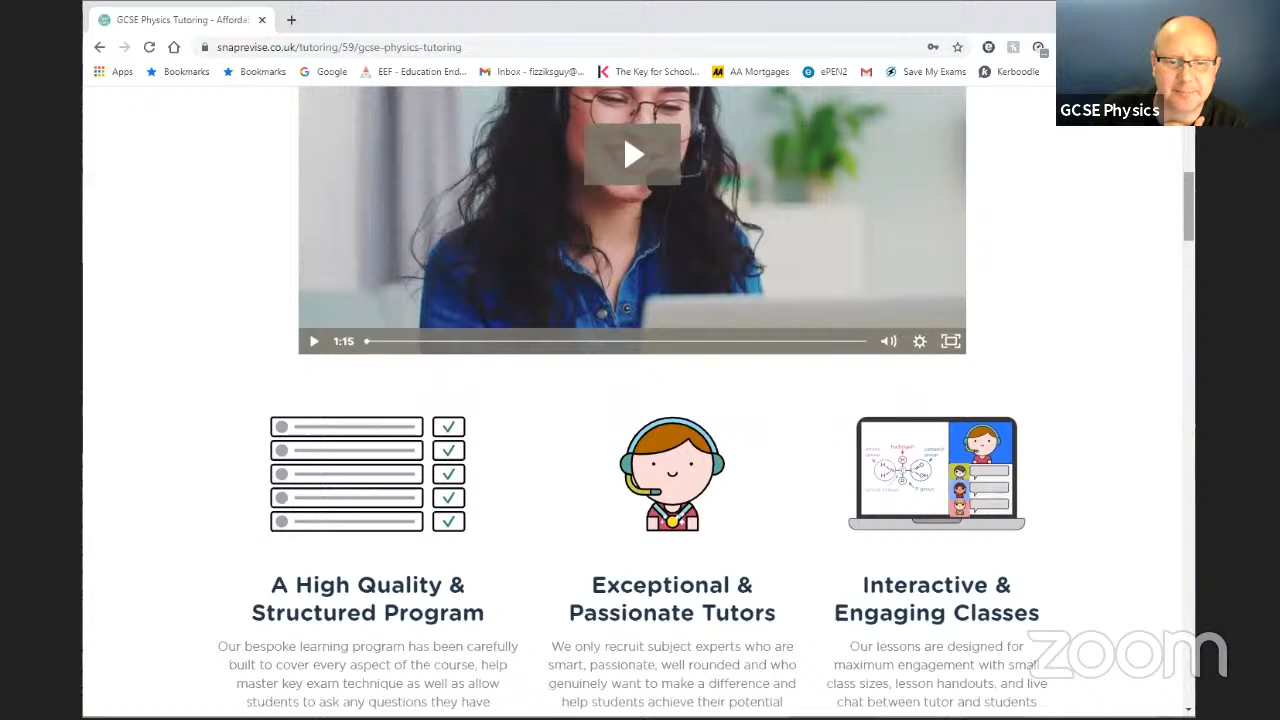 GCSE Physics Tutoring - Afforda
snaprevise.co.uk/tutoring/59/gcse-physics-tutoring
Apps Bookmarks Bookmarks Google EEF - Education End... Inbox - fizziksguy@... The Key for School... AA Mortgages ePEN2 Save My Exams Kerboodle
GCSE Physics
1:15
hydrogen
R group
A High Quality &
Structured Program
Our bespoke learning program has been carefully
built to cover every aspect of the course, help
master key exam technique as well as allow
students to ask any questions they have
Exceptional &
Passionate Tutors
We only recruit subject experts who are
smart, passionate, well rounded and who
genuinely want to make a difference and
help students achieve their potential
Interactive &
Engaging Classes
Our lessons are designed for
maximum engagement with small
class sizes, lesson handouts, and live
chat between tutor and students
zoom